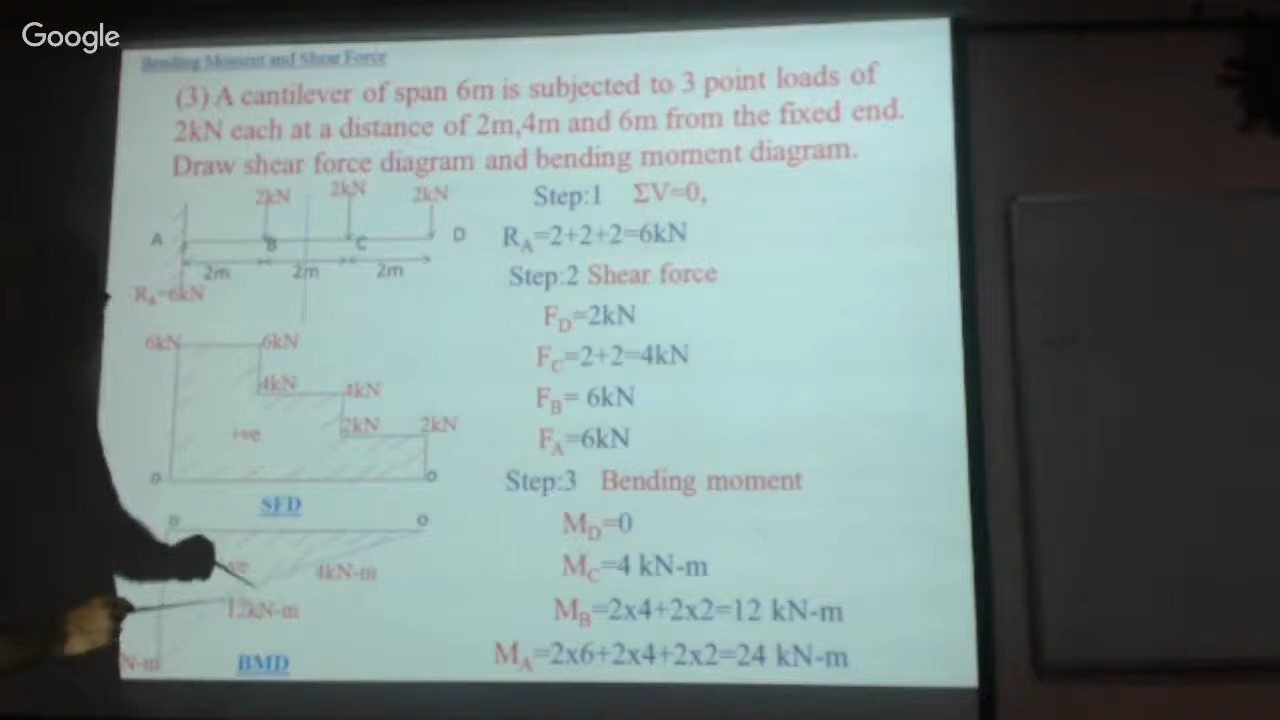 Google
Bending Moment and Shear Force
(3) A cantilever of span 6m is subjected to 3 point loads of
2kN each at a distance of 2m,4m and 6m from the fixed end.
Draw shear force diagram and bending moment diagram.
2kN 2kN 2kN
A B C D
2m 2m 2m
RA=6kN
6kN 6kN
4kN 4kN
2kN 2kN
+ve
0 0
SFD
0 0
ve 4kN-m
12kN-m
N-m
BMD
Step:1 ΣV=0,
RA=2+2+2=6kN
Step:2 Shear force
FD=2kN
FC=2+2=4kN
FB= 6kN
FA=6kN
Step:3 Bending moment
MD=0
MC=4 kN-m
MB=2x4+2x2=12 kN-m
MA=2x6+2x4+2x2=24 kN-m